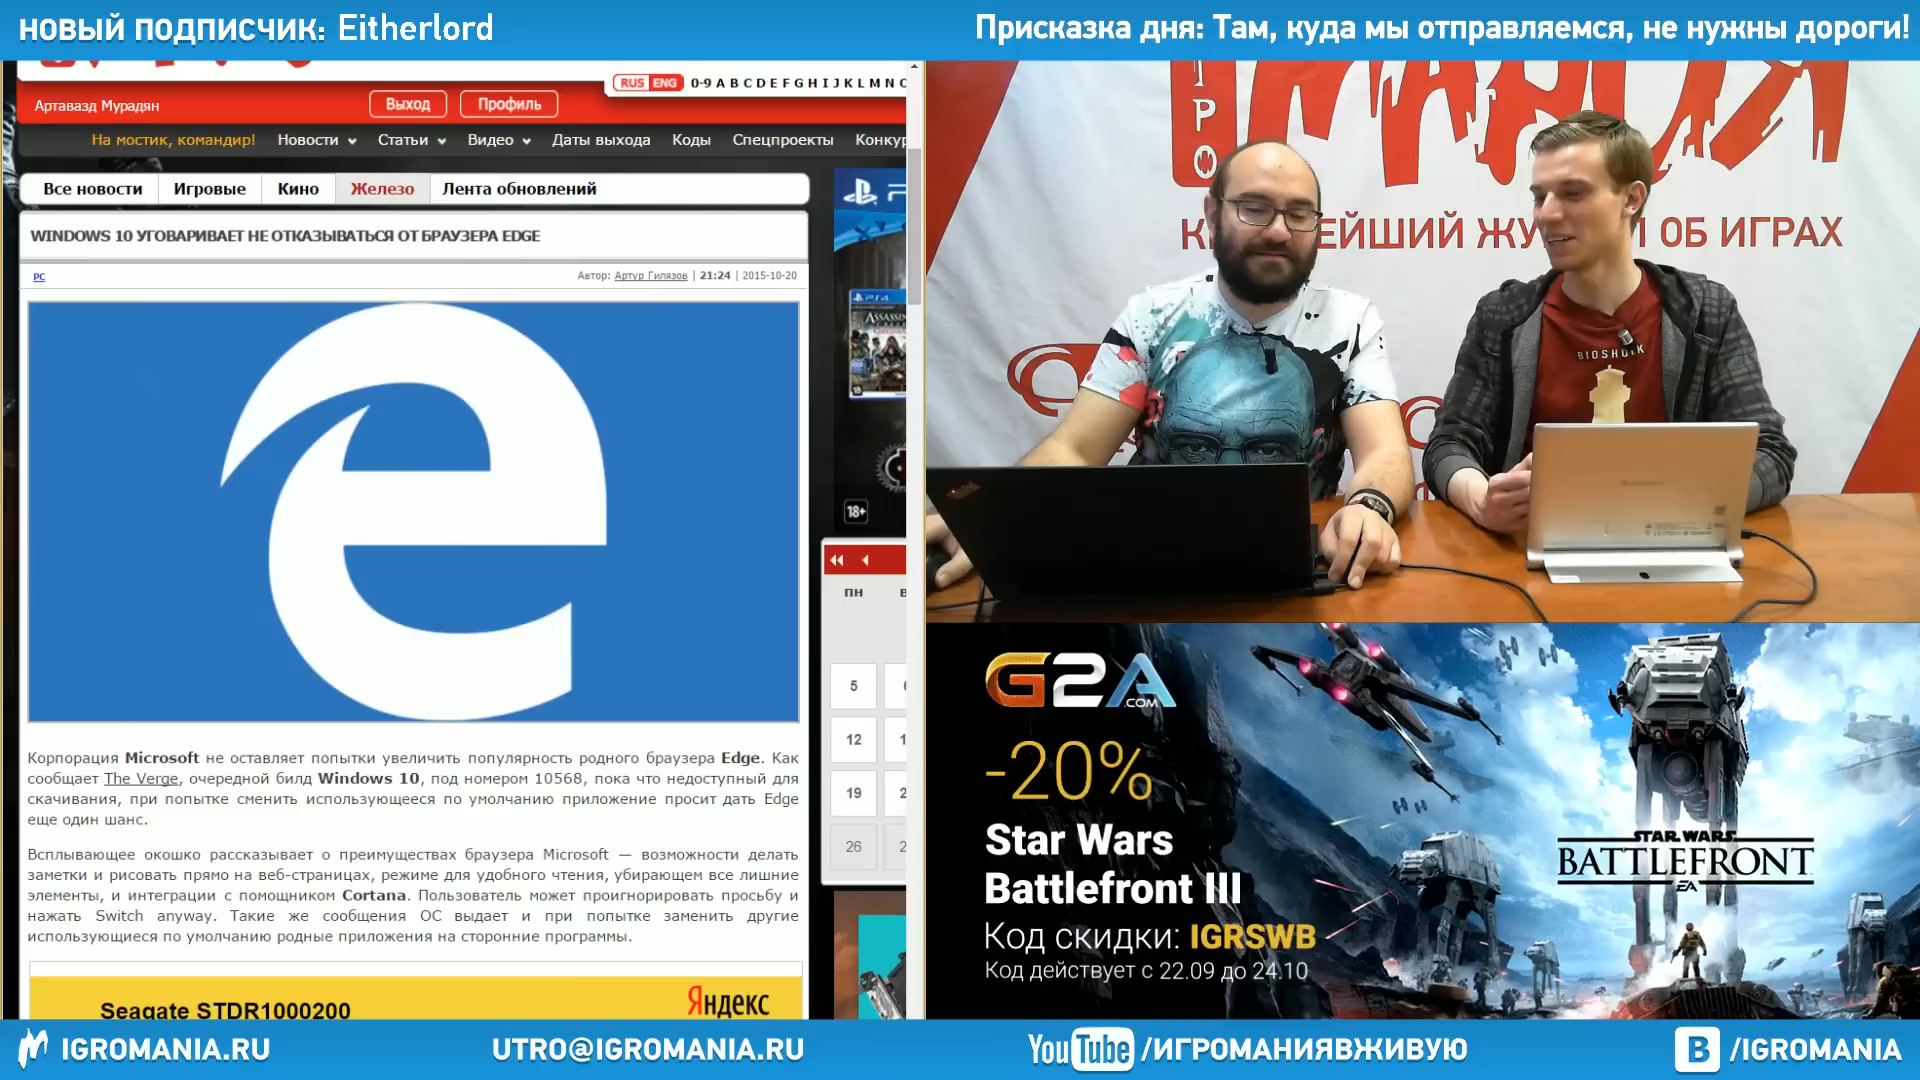 НОВЫЙ ПОДПИСЧИК: Eitherlord
Присказка дня: Там, куда мы отправляемся, не нужны дороги!
RUS ENG 0-9 A B C D E F G H I J K L M N
Артавазд Мурадян
Выход
Профиль
На мостик, командир! Новости Статьи Видео Даты выхода Коды Спецпроекты Конкур
Все новости Игровые Кино Железо Лента обновлений
WINDOWS 10 УГОВАРИВАЕТ НЕ ОТКАЗЫВАТЬСЯ ОТ БРАУЗЕРА EDGE
PC
Автор: Артур Гилязов | 21:24 | 2015-10-20
Корпорация Microsoft не оставляет попытки увеличить популярность родного браузера Edge. Как
сообщает The Verge, очередной билд Windows 10, под номером 10568, пока что недоступный для
скачивания, при попытке сменить использующееся по умолчанию приложение просит дать Edge
еще один шанс.
Всплывающее окошко рассказывает о преимуществах браузера Microsoft — возможности делать
заметки и рисовать прямо на веб-страницах, режиме для удобного чтения, убирающем все лишние
элементы, и интеграции с помощником Cortana. Пользователь может проигнорировать просьбу и
нажать Switch anyway. Такие же сообщения ОС выдает и при попытке заменить другие
использующиеся по умолчанию родные приложения на сторонние программы.
Seagate STDR1000200
Яндекс
PS4
18+
ПН
5
12
19
26
ИГРО
ОБ ИГРАХ
BIOSHOCK
G2A
.COM
-20%
Star Wars
Battlefront III
Код скидки: IGRSWB
Код действует с 22.09 до 24.10
STAR WARS
BATTLEFRONT
EA
IGROMANIA.RU
UTRO@IGROMANIA.RU
YouTube /ИГРОМАНИЯВЖИВУЮ
B /IGROMANIA